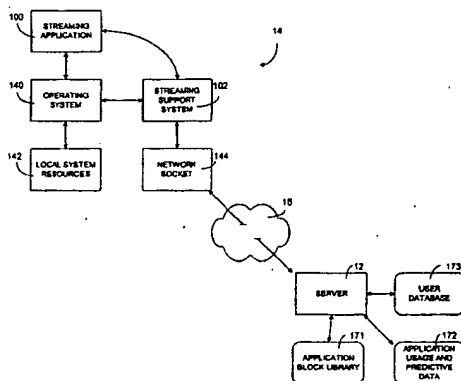 100
STREAMING
APPLICATION
14
140
OPERATING
SYSTEM
STREAMING
SUPPORT
SYSTEM
102
142
LOCAL SYSTEM
RESOURCES
NETWORK
SOCKET
144
16
12
SERVER
173
USER
DATABASE
171
APPLICATION
BLOCK LIBRARY
172
APPLICATION
USAGE AND
PREDICTIVE
DATA